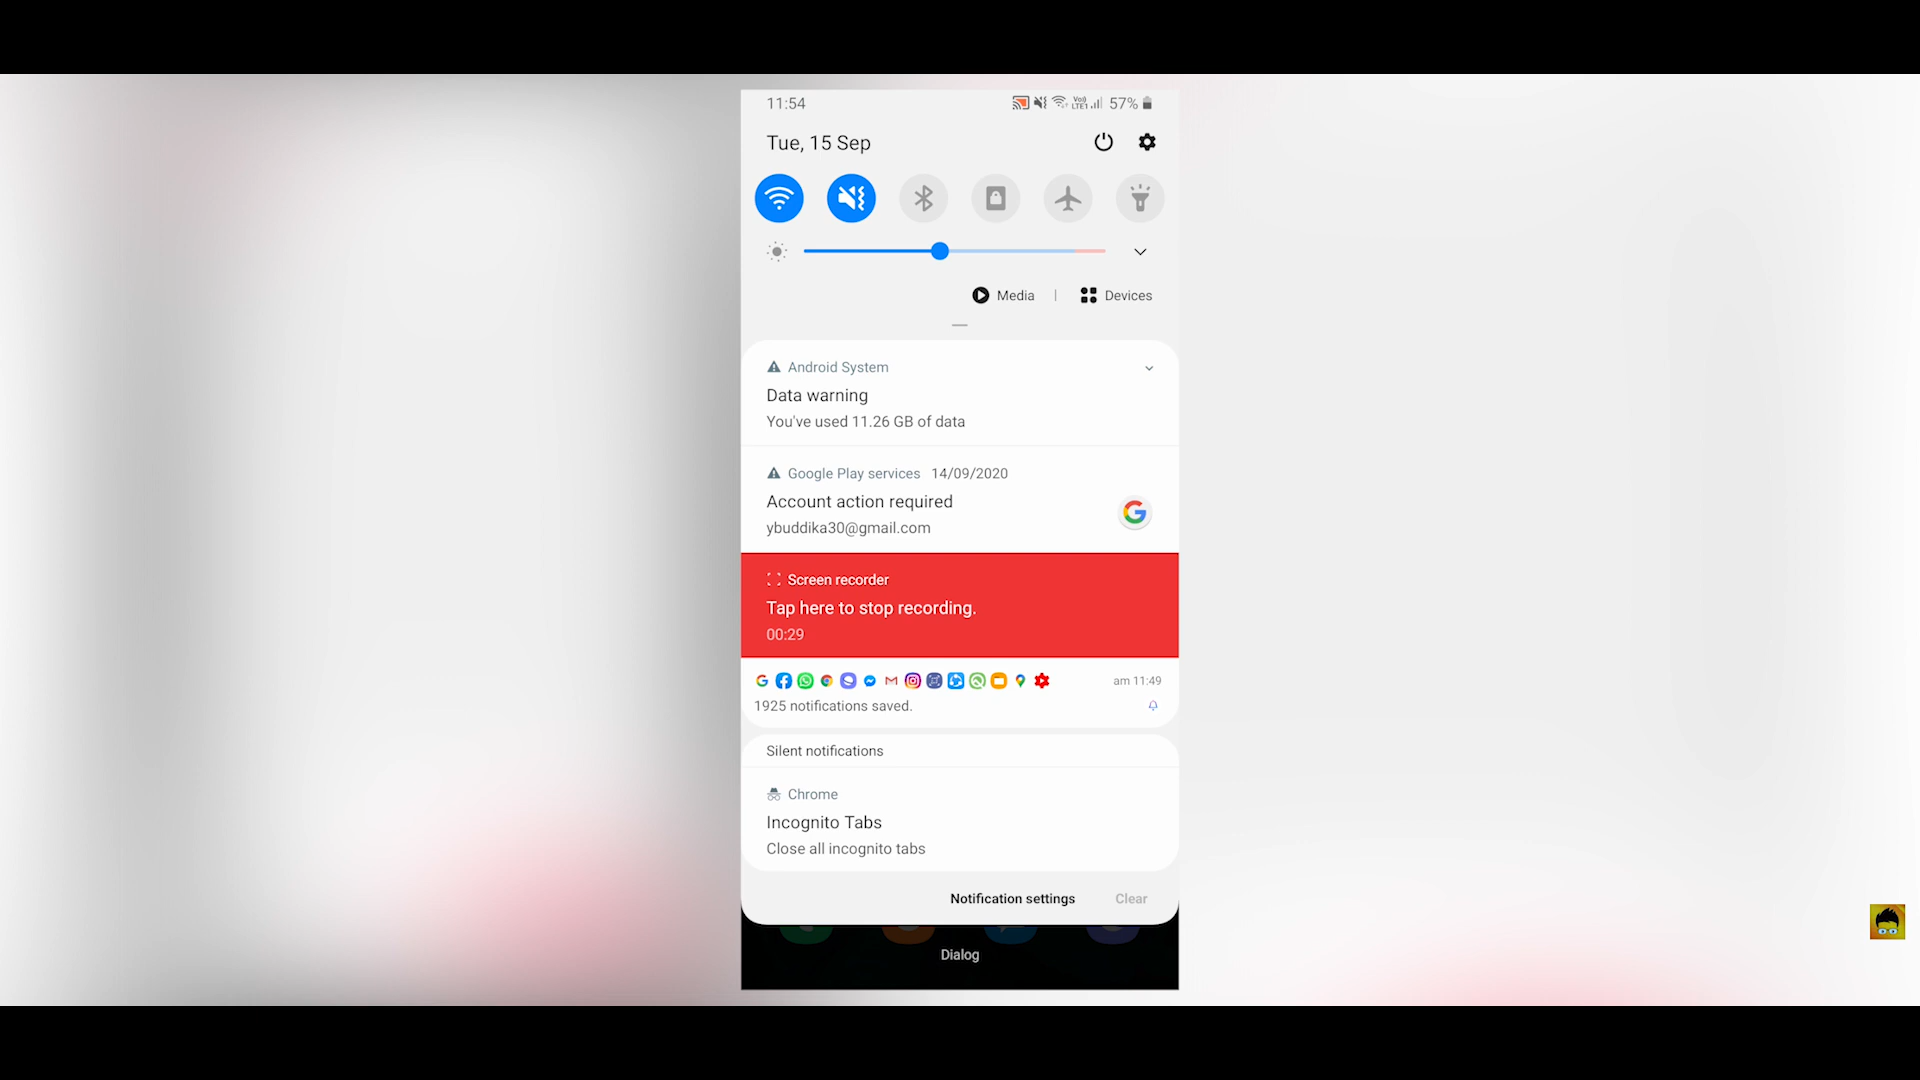 11:54
Vo)) LTE1 57%
Tue, 15 Sep
Media | Devices
Android System
Data warning
You've used 11.26 GB of data
Google Play services 14/09/2020
Account action required
ybuddika30@gmail.com
Screen recorder
Tap here to stop recording.
00:29
am 11:49
1925 notifications saved.
Silent notifications
Chrome
Incognito Tabs
Close all incognito tabs
Notification settings Clear
Dialog